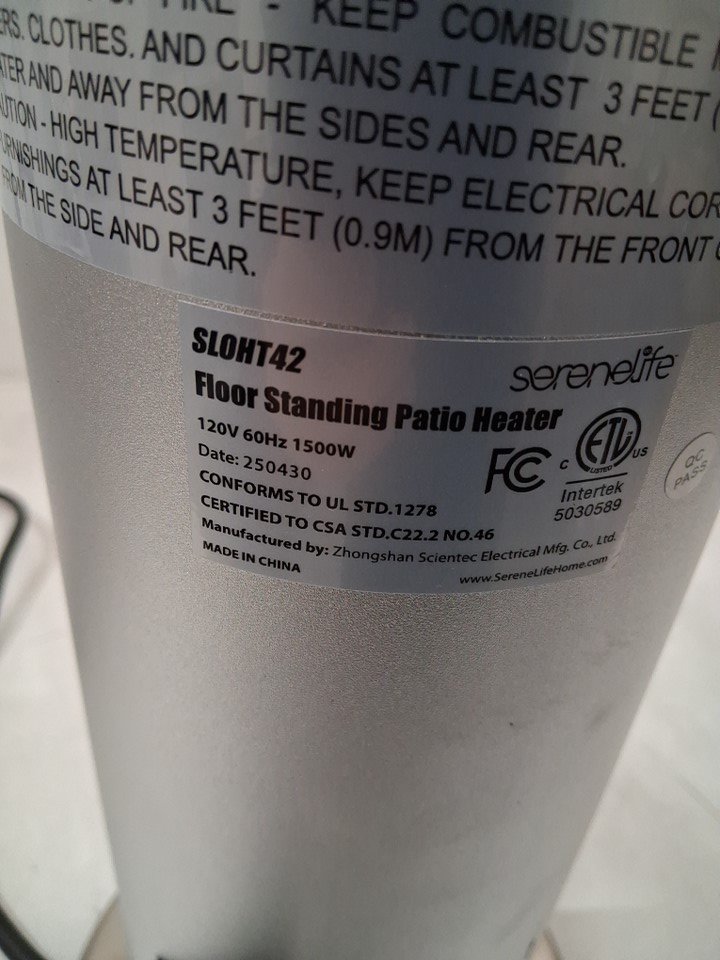 FIRE - KEEP COMBUSTIBLE
CLOTHES. AND CURTAINS AT LEAST 3 FEET (
AND AWAY FROM THE SIDES AND REAR.
- HIGH TEMPERATURE, KEEP ELECTRICAL COR
AT LEAST 3 FEET (0.9M) FROM THE FRONT
FROM THE SIDE AND REAR.
SLOHT42
serenelife
Floor Standing Patio Heater
120V 60Hz 1500W
Date: 250430
FC
C ETL US
LISTED
Intertek
5030589
QC
PASS
CONFORMS TO UL STD.1278
CERTIFIED TO CSA STD.C22.2 NO.46
Manufactured by: Zhongshan Scientec Electrical Mfg. Co., Ltd.
MADE IN CHINA
www.SereneLifeHome.com